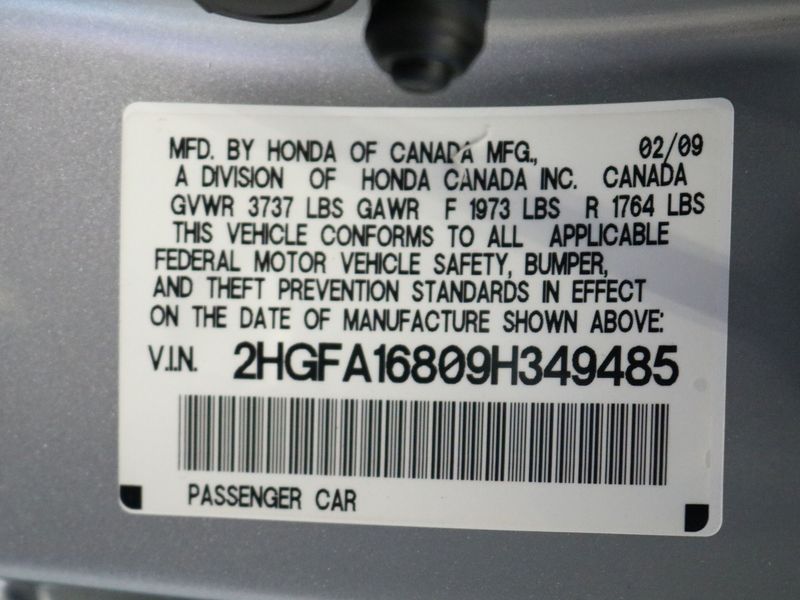 MFD. BY HONDA OF CANADA MFG., 02/09
A DIVISION OF HONDA CANADA INC. CANADA
GVWR 3737 LBS GAWR F 1973 LBS R 1764 LBS
THIS VEHICLE CONFORMS TO ALL APPLICABLE
FEDERAL MOTOR VEHICLE SAFETY, BUMPER,
AND THEFT PREVENTION STANDARDS IN EFFECT
ON THE DATE OF MANUFACTURE SHOWN ABOVE:
V.I.N. 2HGFA16809H349485
PASSENGER CAR